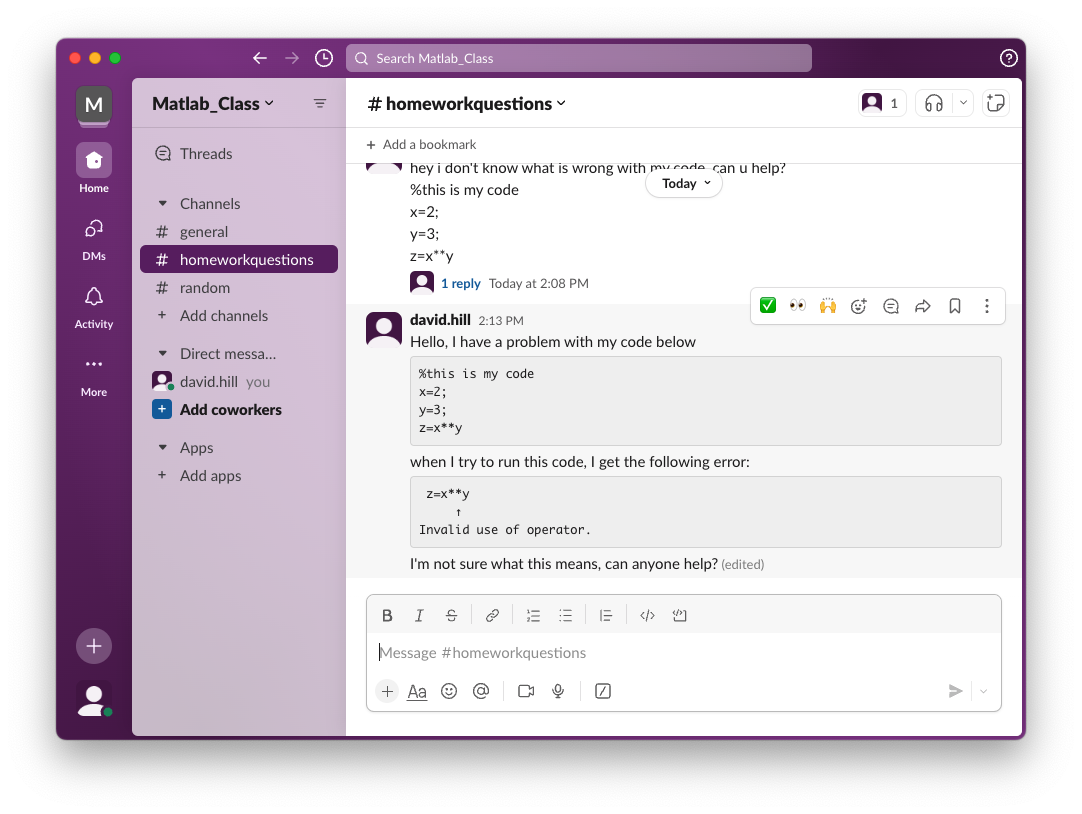 Search Matlab_Class
M
Home
DMs
Activity
More
Matlab_Class
Threads
Channels
# general
# homeworkquestions
# random
+ Add channels
Direct messa...
david.hill you
+ Add coworkers
Apps
+ Add apps
# homeworkquestions
1
+ Add a bookmark
Today
hey i don't know what is wrong with my code, can u help?
%this is my code
x=2;
y=3;
z=x**y
1 reply Today at 2:08 PM
david.hill 2:13 PM
Hello, I have a problem with my code below
%this is my code
x=2;
y=3;
z=x**y
when I try to run this code, I get the following error:
z=x**y
↑
Invalid use of operator.
I'm not sure what this means, can anyone help? (edited)
B I S
Message #homeworkquestions
+ Aa @